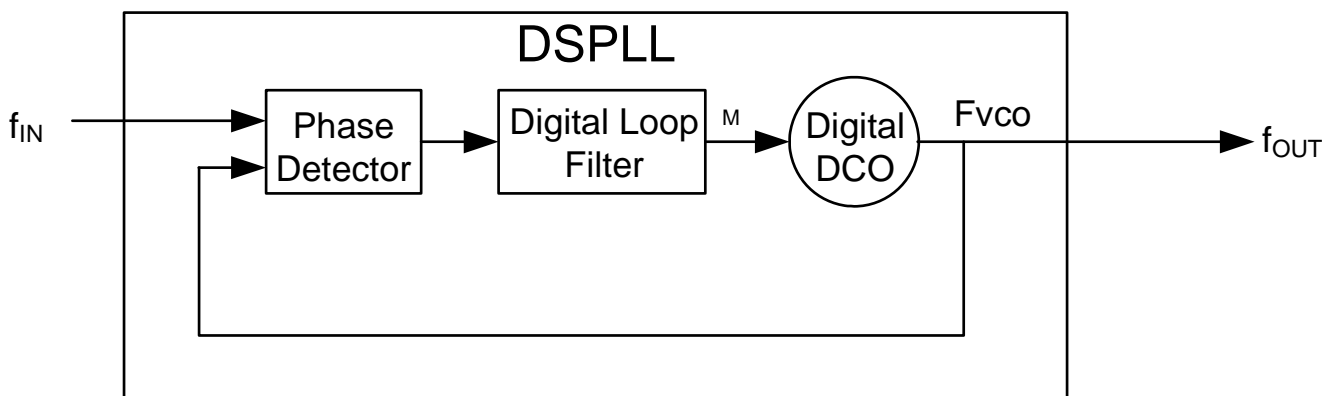 DSPLL
fIN
Phase
Detector
Digital Loop
Filter
M
Digital
DCO
Fvco
fOUT